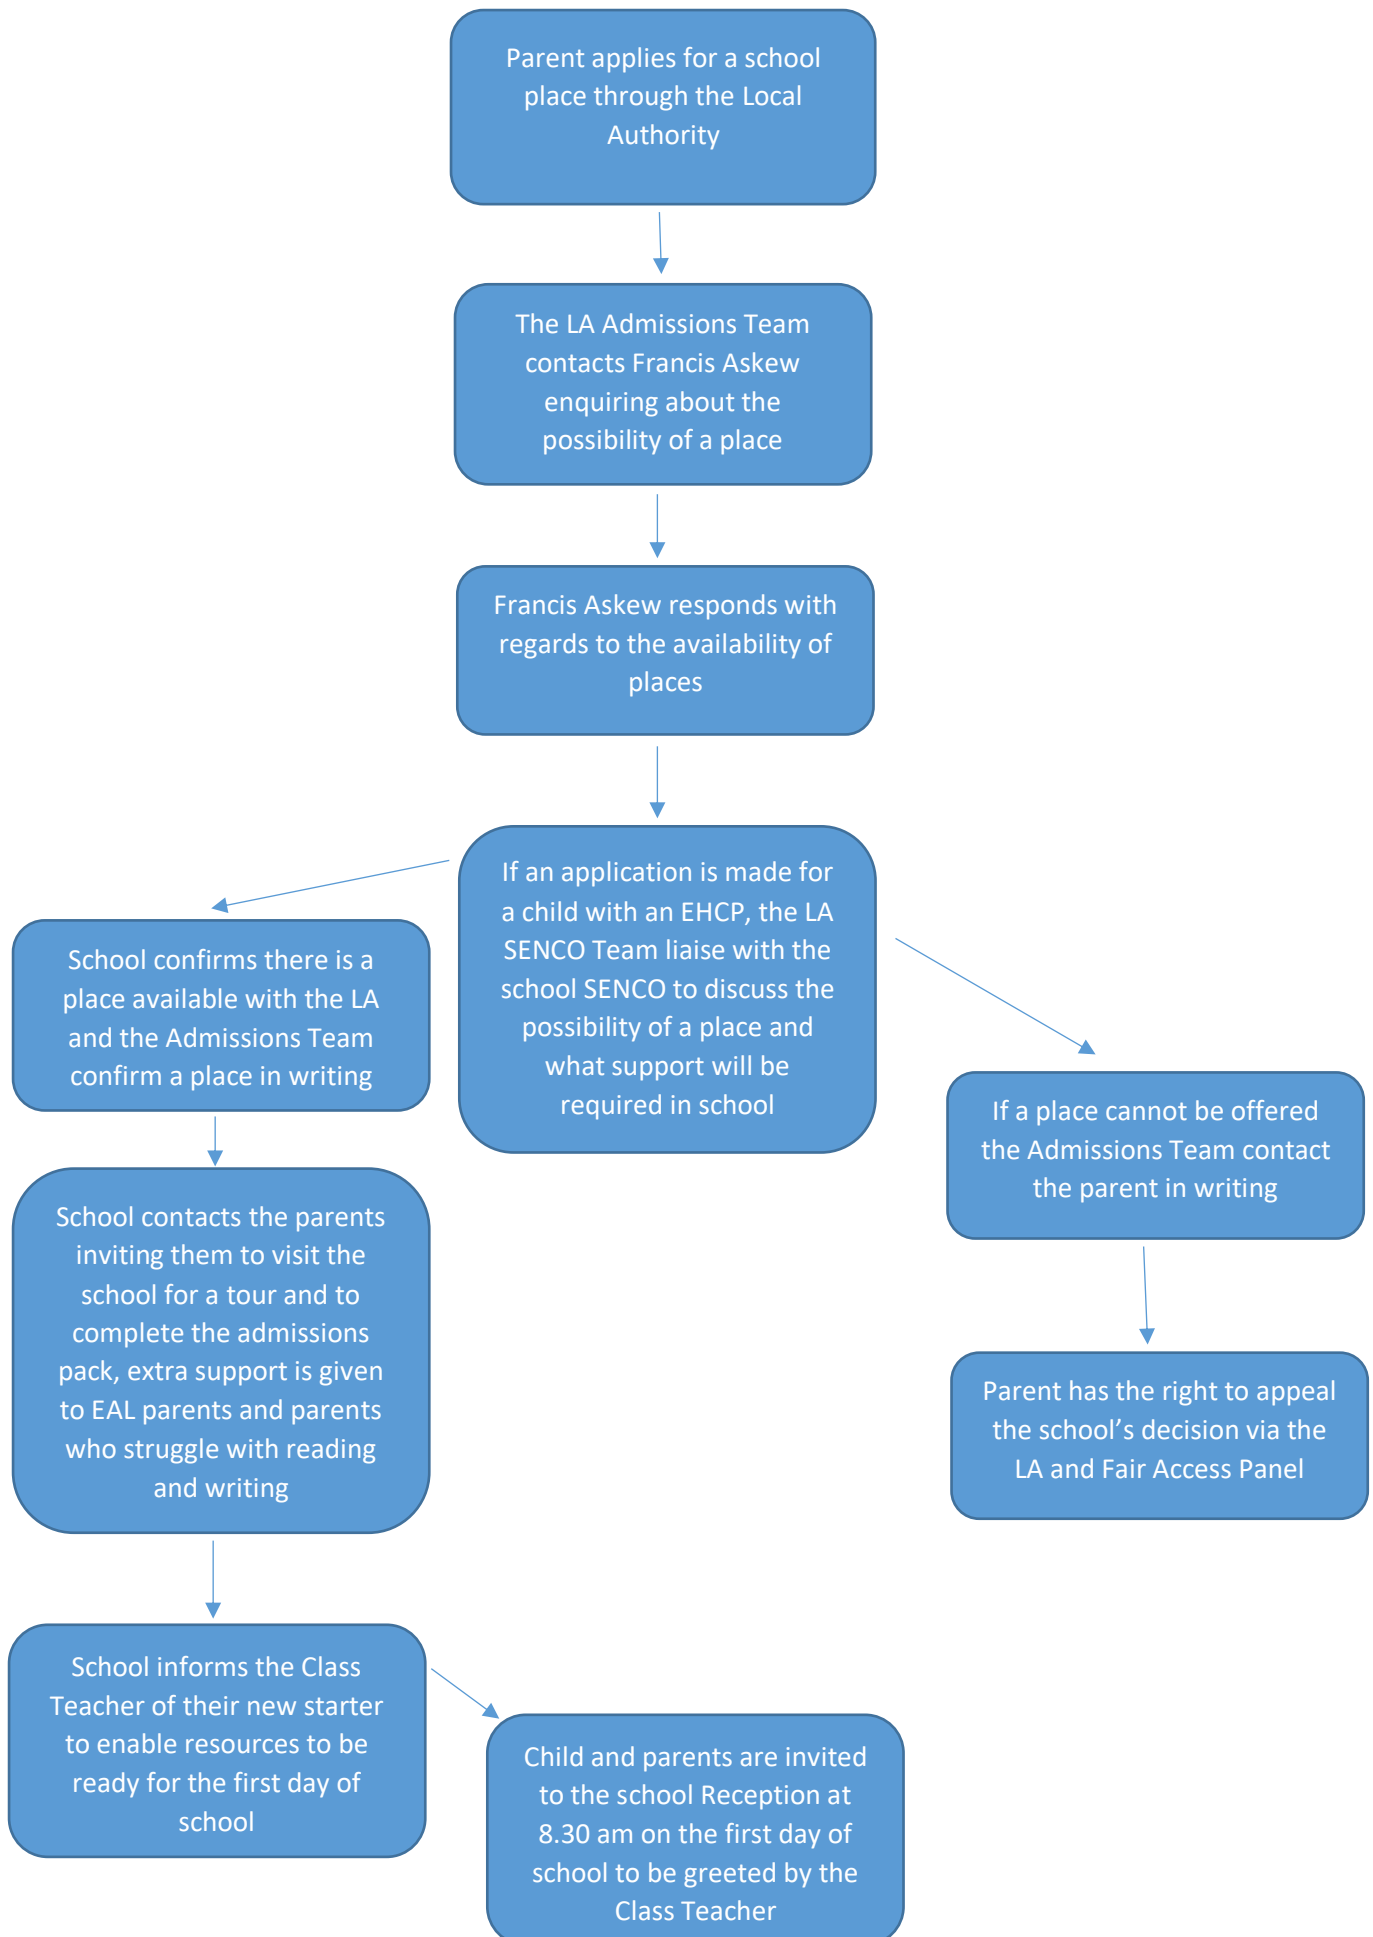 Parent applies for a school
place through the Local
Authority
The LA Admissions Team
contacts Francis Askew
enquiring about the
possibility of a place
Francis Askew responds with
regards to the availability of
places
If an application is made for
a child with an EHCP, the LA
SENCO Team liaise with the
school SENCO to discuss the
possibility of a place and
what support will be
required in school
School confirms there is a
place available with the LA
and the Admissions Team
confirm a place in writing
School contacts the parents
inviting them to visit the
school for a tour and to
complete the admissions
pack, extra support is given
to EAL parents and parents
who struggle with reading
and writing
School informs the Class
Teacher of their new starter
to enable resources to be
ready for the first day of
school
Child and parents are invited
to the school Reception at
8.30 am on the first day of
school to be greeted by the
Class Teacher
If a place cannot be offered
the Admissions Team contact
the parent in writing
Parent has the right to appeal
the school’s decision via the
LA and Fair Access Panel